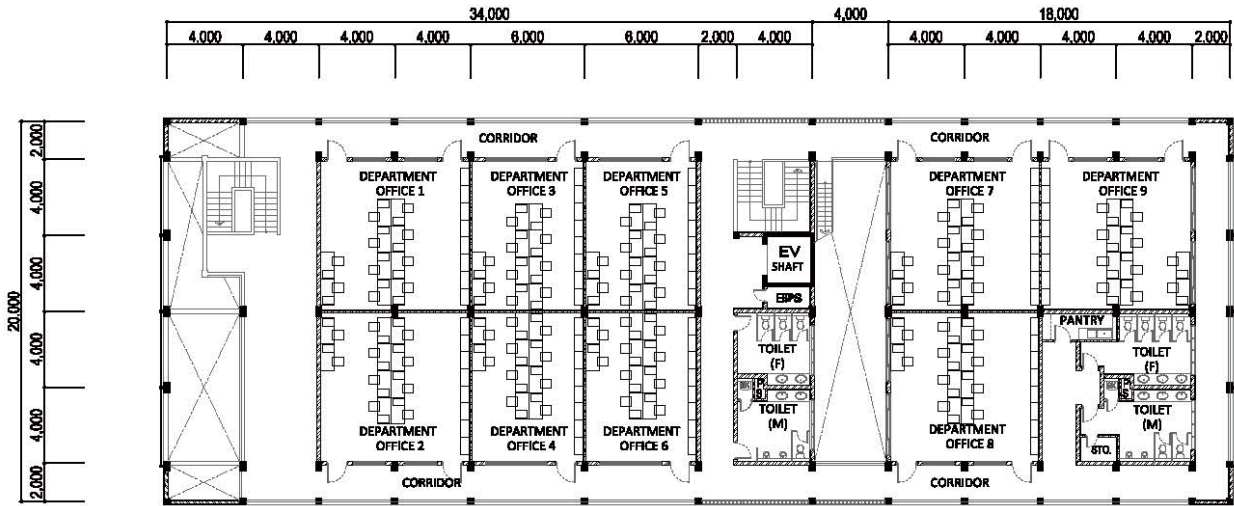 34,000
4,000
18,000
4,000
4,000
4,000
4,000
6,000
6,000
2,000
4,000
4,000
4,000
4,000
4,000
2,000
20,000
2,000
4,000
4,000
4,000
4,000
2,000
CORRIDOR
CORRIDOR
DEPARTMENT
OFFICE 1
DEPARTMENT
OFFICE 3
DEPARTMENT
OFFICE 5
DEPARTMENT
OFFICE 7
DEPARTMENT
OFFICE 9
EV
SHAFT
EPS
PANTRY
TOILET
(F)
TOILET
(F)
PS
PS
TOILET
(M)
TOILET
(M)
DEPARTMENT
OFFICE 2
DEPARTMENT
OFFICE 4
DEPARTMENT
OFFICE 6
DEPARTMENT
OFFICE 8
STO.
CORRIDOR
CORRIDOR